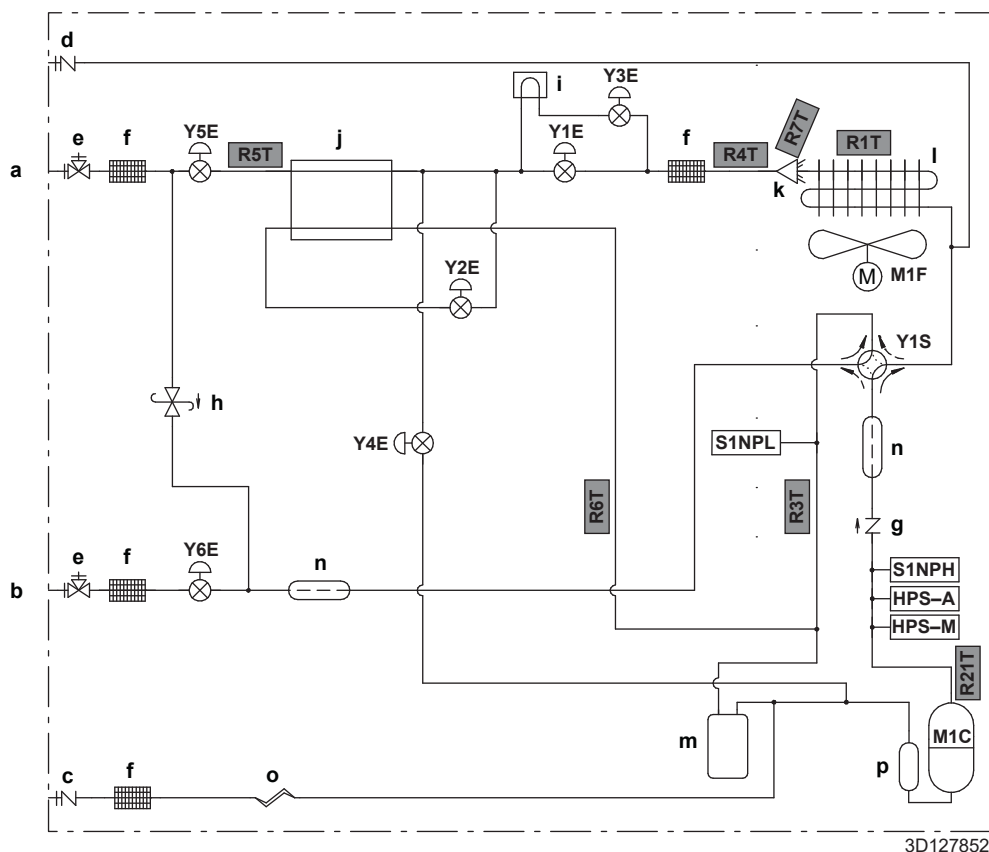 d
i
Y3E
e
f
Y5E
R5T
j
Y1E
f
R4T
R7T
R1T
l
a
k
Y2E
M
M1F
Y1S
h
Y4E
S1NPL
n
R6T
R3T
g
e
f
Y6E
n
S1NPH
b
HPS–A
HPS–M
R21T
m
M1C
p
c
f
o
3D127852